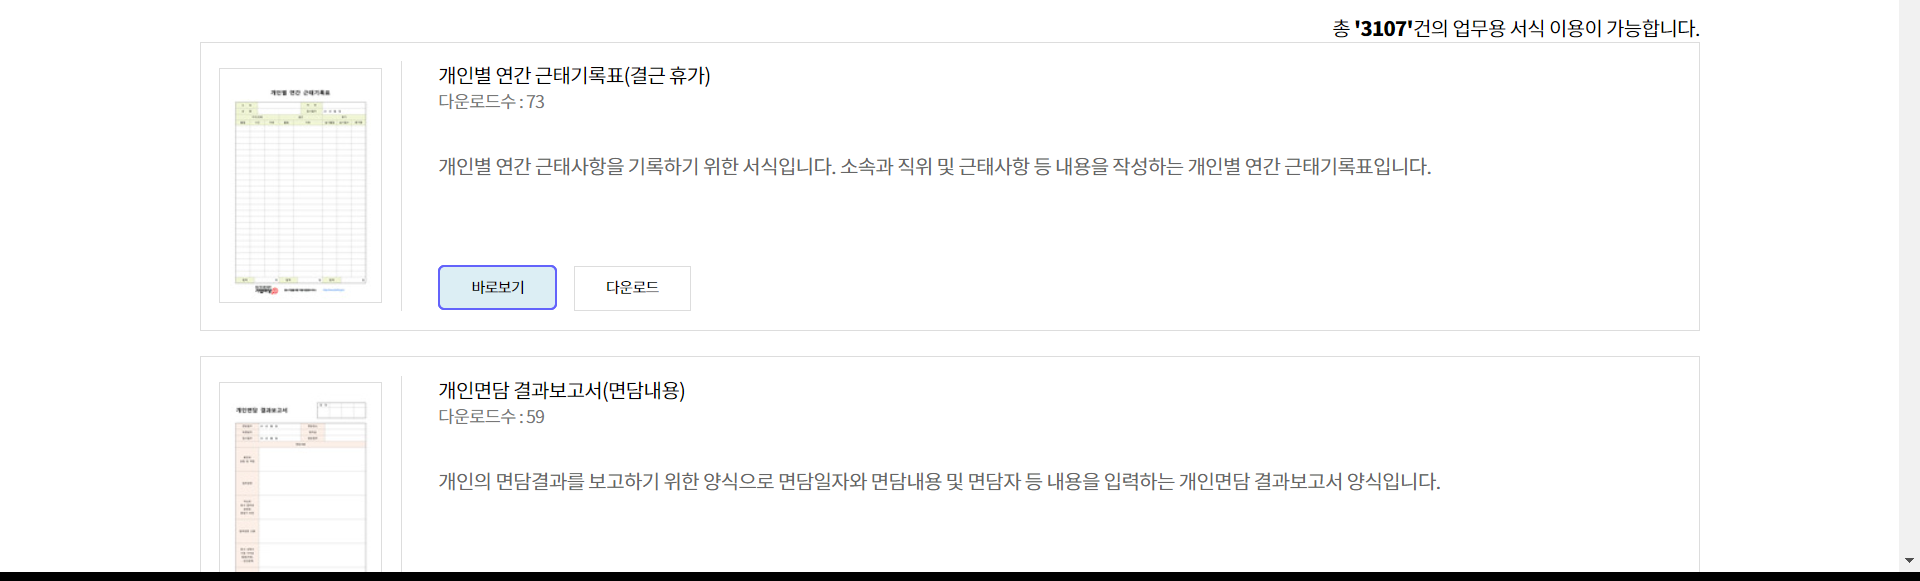 총 '3107'건의 업무용 서식 이용이 가능합니다.
개인별 연간 근태기록표
개인별 연간 근태기록표(결근 휴가)
다운로드수 : 73
개인별 연간 근태사항을 기록하기 위한 서식입니다. 소속과 직위 및 근태사항 등 내용을 작성하는 개인별 연간 근태기록표입니다.
바로보기
다운로드
개인면담 결과보고서
개인면담 결과보고서(면담내용)
다운로드수 : 59
개인의 면담결과를 보고하기 위한 양식으로 면담일자와 면담내용 및 면담자 등 내용을 입력하는 개인면담 결과보고서 양식입니다.